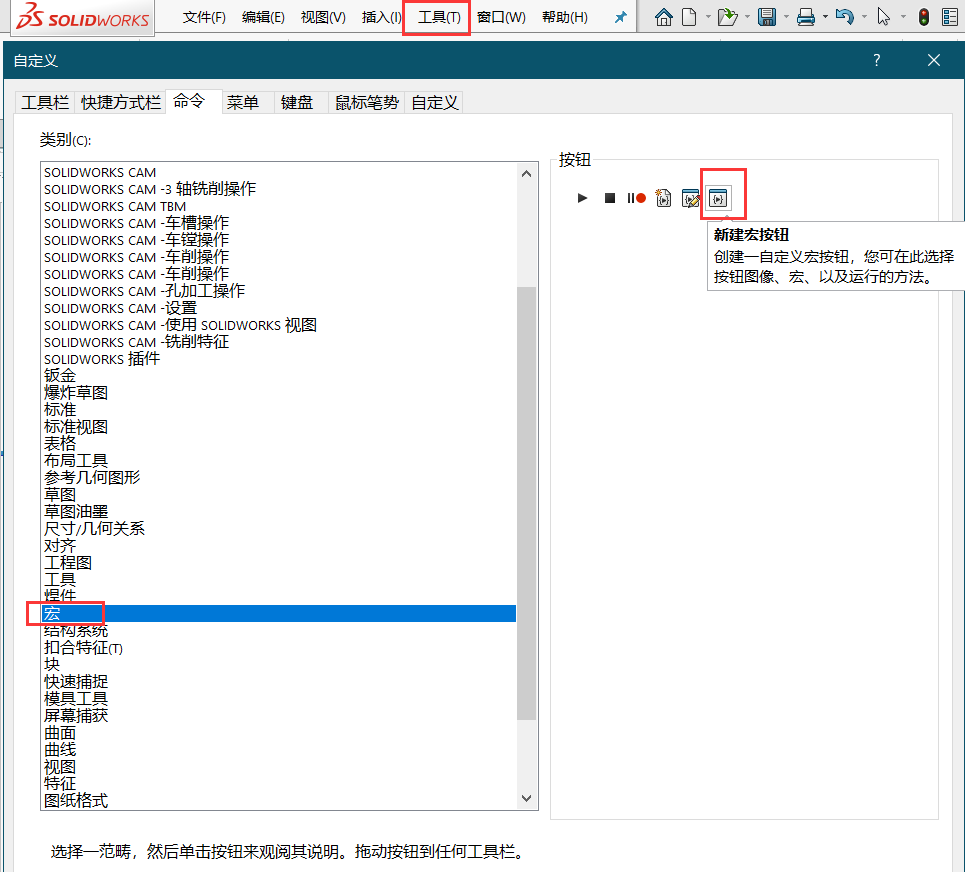 SOLIDWORKS 文件(F) 编辑(E) 视图(V) 插入(I) 工具(T) 窗口(W) 帮助(H)
自定义 ?
工具栏 快捷方式栏 命令 菜单 键盘 鼠标笔势 自定义
类别(C):
SOLIDWORKS CAM
SOLIDWORKS CAM -3 轴铣削操作
SOLIDWORKS CAM TBM
SOLIDWORKS CAM -车槽操作
SOLIDWORKS CAM -车镗操作
SOLIDWORKS CAM -车削操作
SOLIDWORKS CAM -车削操作
SOLIDWORKS CAM -孔加工操作
SOLIDWORKS CAM -设置
SOLIDWORKS CAM -使用 SOLIDWORKS 视图
SOLIDWORKS CAM -铣削特征
SOLIDWORKS 插件
钣金
爆炸草图
标准
标准视图
表格
布局工具
参考几何图形
草图
草图油墨
尺寸/几何关系
对齐
工程图
工具
焊件
宏
结构系统
扣合特征(T)
块
快速捕捉
模具工具
屏幕捕获
曲面
曲线
视图
特征
图纸格式
按钮
新建宏按钮
创建一自定义宏按钮，您可在此选择
按钮图像、宏、以及运行的方法。
选择一范畴，然后单击按钮来观阅其说明。拖动按钮到任何工具栏。